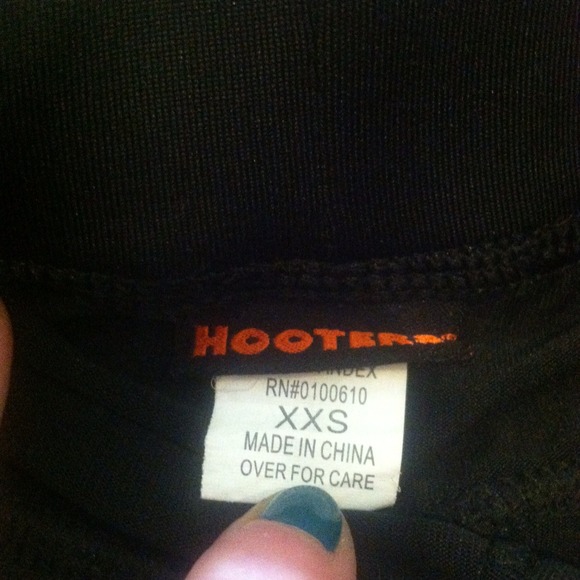 HOOTERS
RN#0100610
XXS
MADE IN CHINA
OVER FOR CARE